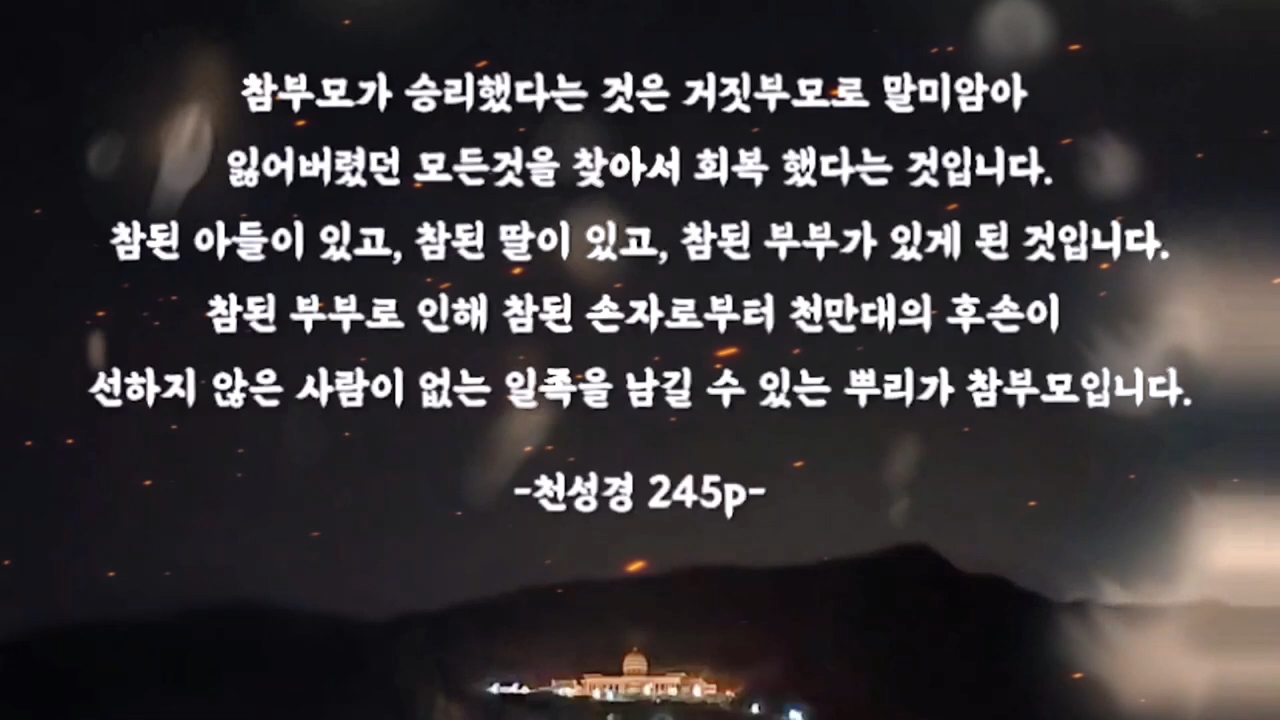 참부모가 승리했다는 것은 거짓부모로 말미암아
잃어버렸던 모든것을 찾아서 회복 했다는 것입니다.
참된 아들이 있고, 참된 딸이 있고, 참된 부부가 있게 된 것입니다.
참된 부부로 인해 참된 손자로부터 천만대의 후손이
선하지 않은 사람이 없는 일족을 남길 수 있는 뿌리가 참부모입니다.
-천성경 245p-